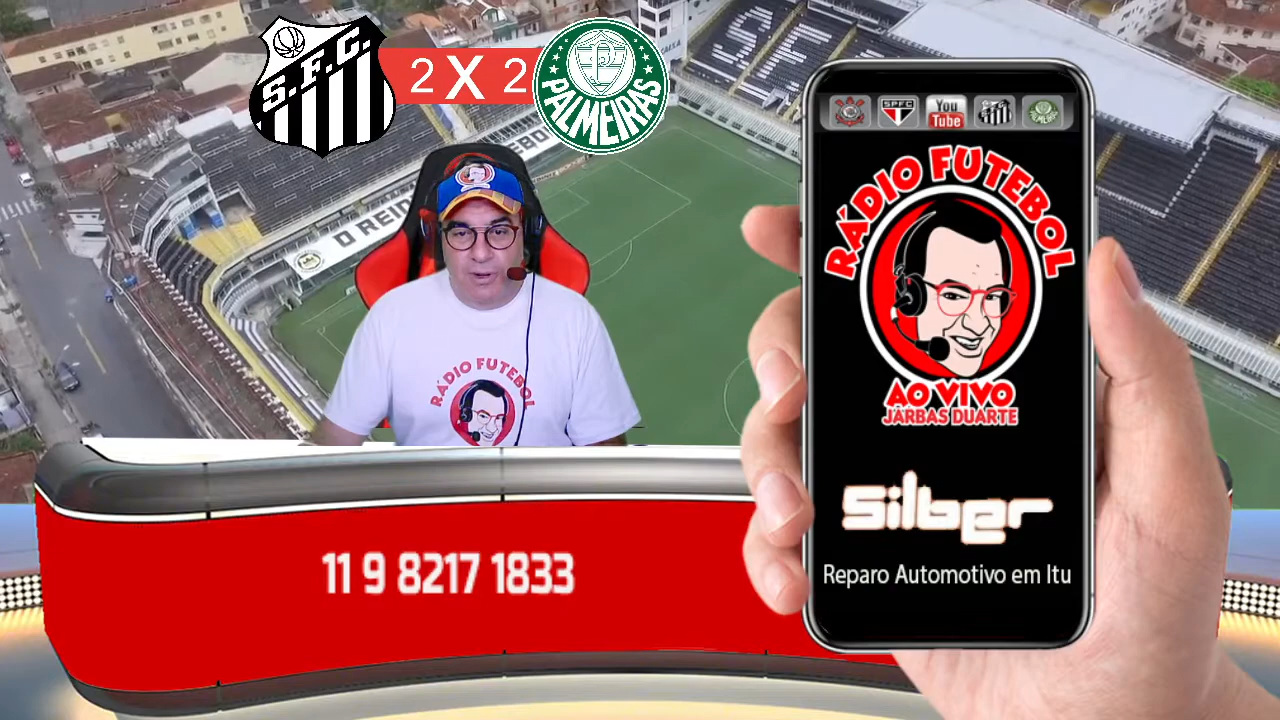 S.F.C.
2 X 2
PALMEIRAS
SPFC
You
Tube
RÁDIO FUTEBOL
AO VIVO
JARBAS DUARTE
O REI D
RÁDIO FUTEBOL
11 9 8217 1833
Silber
Reparo Automotivo em Itu